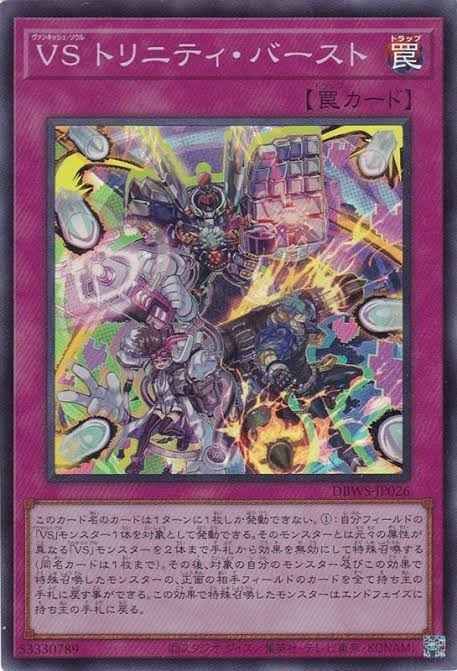 ヴァンキッシュ・ソウル
VS トリニティ・バースト
トラップ
罠
【罠カード】
DBWS-JP026
このカード名のカードは1ターンに1枚しか発動できない。①:自分フィールド
の「VS」モンスター1体を対象として発動できる。そのモンスターとは元々の属性が
異なる「VS」モンスターを2体まで手札から効果を無効にして特殊召喚する
(同名カードは1枚まで)。その後、対象の自分のモンスター及びこの効果で
特殊召喚したモンスターの、正面の相手フィールドのカードを全て持ち主の
手札に戻す事ができる。この効果で特殊召喚したモンスターはエンドフェイズに
持ち主の手札に戻る。
53330789
©スタジオ・ダイス/集英社・テレビ東京・KONAMI